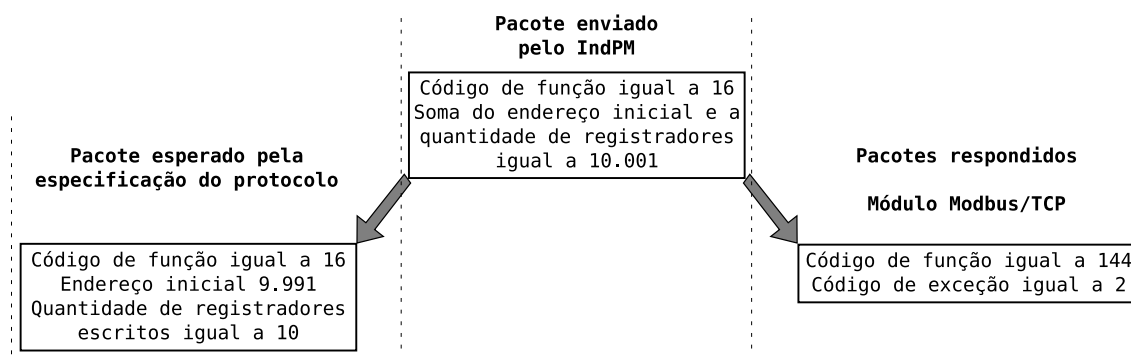 Pacote enviado
pelo IndPM
Código de função igual a 16
Soma do endereço inicial e a
quantidade de registradores
igual a 10.001
Pacote esperado pela
especificação do protocolo
Código de função igual a 16
Endereço inicial 9.991
Quantidade de registradores
escritos igual a 10
Pacotes respondidos
Módulo Modbus/TCP
Código de função igual a 144
Código de exceção igual a 2